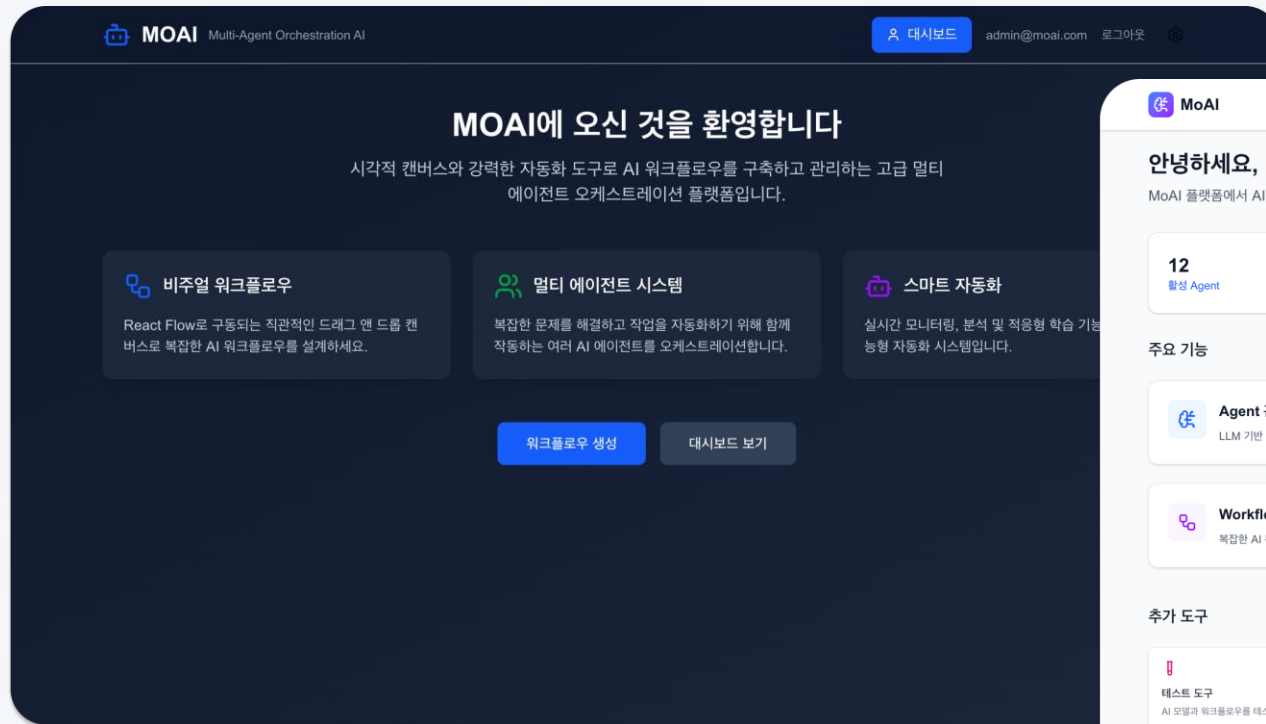 MOAI Multi-Agent Orchestration AI
대시보드 admin@moai.com 로그아웃
MOAI에 오신 것을 환영합니다
시각적 캔버스와 강력한 자동화 도구로 AI 워크플로우를 구축하고 관리하는 고급 멀티
에이전트 오케스트레이션 플랫폼입니다.
비주얼 워크플로우
React Flow로 구동되는 직관적인 드래그 앤 드롭 캔
버스로 복잡한 AI 워크플로우를 설계하세요.
멀티 에이전트 시스템
복잡한 문제를 해결하고 작업을 자동화하기 위해 함께
작동하는 여러 AI 에이전트를 오케스트레이션합니다.
스마트 자동화
실시간 모니터링, 분석 및 적응형 학습 기능
능형 자동화 시스템입니다.
워크플로우 생성
대시보드 보기
MoAI
안녕하세요,
MoAI 플랫폼에서 AI
12
활성 Agent
주요 기능
Agent
LLM 기반
Workflo
복잡한 AI
추가 도구
테스트 도구
AI 모델과 워크플로우를 테스